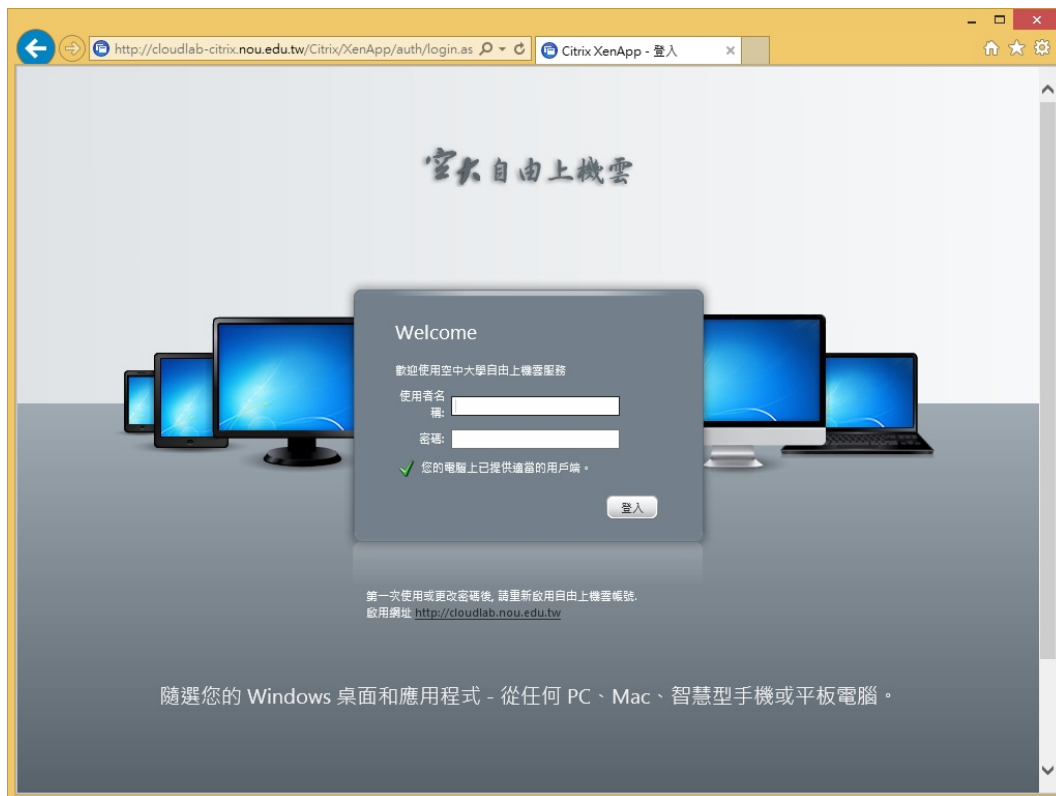 http://cloudlab-citrix.nou.edu.tw/Citrix/XenApp/auth/login.as
Citrix XenApp - 登入
空大自由上機雲
Welcome
歡迎使用空中大學自由上機雲服務
使用者名
稱:
密碼:
您的電腦上已提供適當的用戶端。
登入
第一次使用或更改密碼後, 請重新啟用自由上機雲帳號.
啟用網址 http://cloudlab.nou.edu.tw
隨選您的 Windows 桌面和應用程式 - 從任何 PC、Mac、智慧型手機或平板電腦。